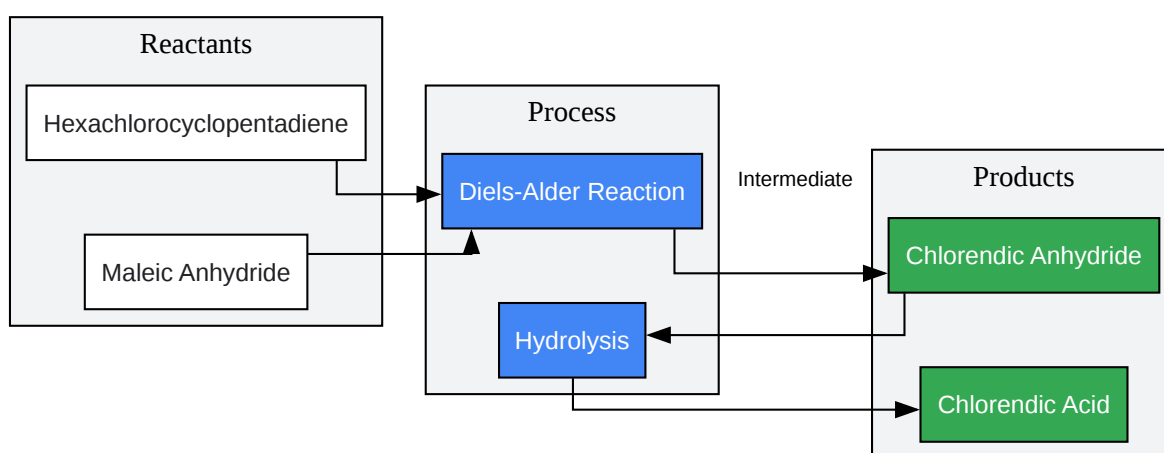 Reactants
Hexachlorocyclopentadiene
Maleic Anhydride
Process
Diels-Alder Reaction
Hydrolysis
Intermediate
Products
Chlorendic Anhydride
Chlorendic Acid